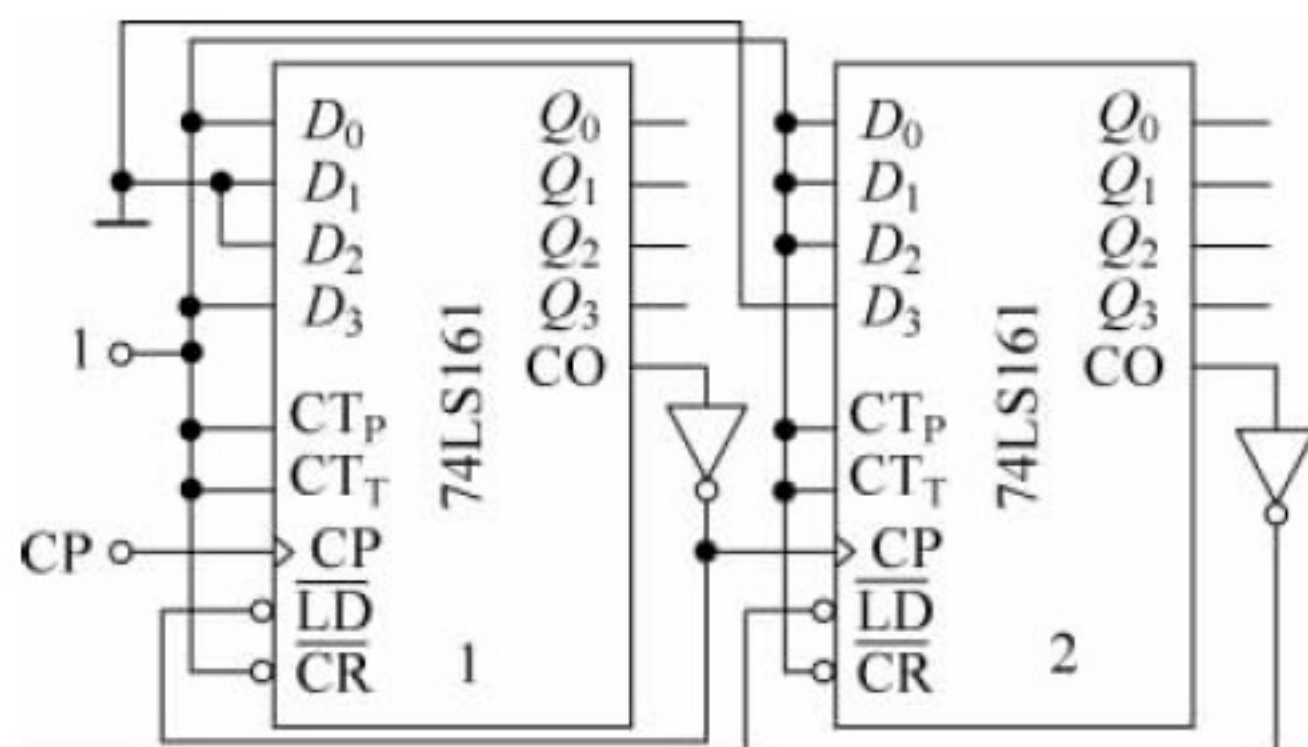 D₀ Q₀ D₀ Q₀
D₁ Q₁ D₁ Q₁
D₂ Q₂ D₂ Q₂
D₃ Q₃ D₃ Q₃
1 CO CO
74LS161 74LS161
CTP CTP
CTT CTT
CP CP CP
LD LD
CR 1 CR 2